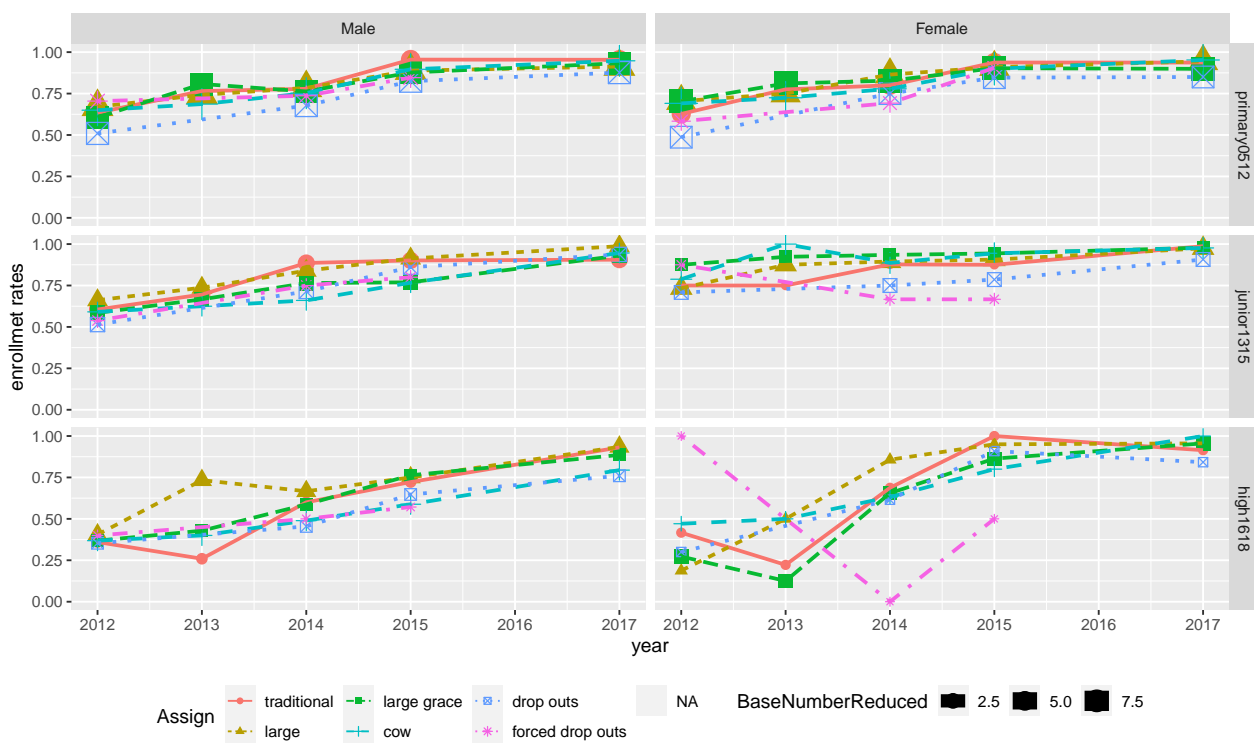 Male Female
1.00
0.75
0.50
0.25
0.00
primary0512
1.00
0.75
0.50
0.25
0.00
junior1315
1.00
0.75
0.50
0.25
0.00
high1618
enrollmet rates
2012 2013 2014 2015 2016 2017 2012 2013 2014 2015 2016 2017
year
Assign
traditional large grace drop outs NA
large cow forced drop outs
BaseNumberReduced 2.5 5.0 7.5